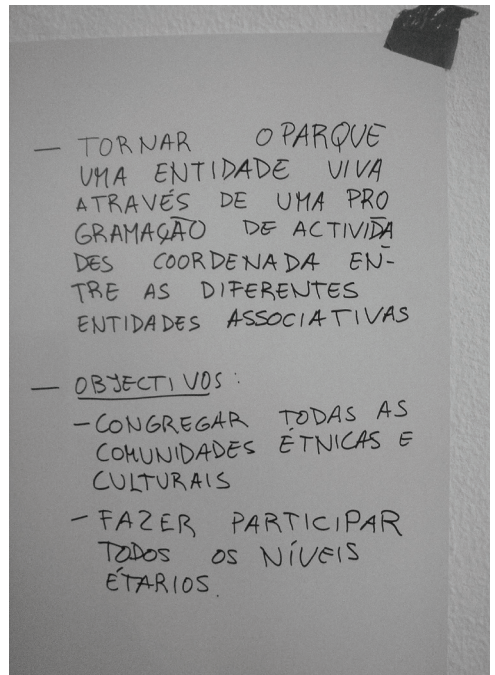 — TORNAR O PARQUE
UMA ENTIDADE VIVA
ATRAVÉS DE UMA PRO
GRAMAÇÃO DE ACTIVIDA
DES COORDENADA EN-
TRE AS DIFERENTES
ENTIDADES ASSOCIATIVAS
— OBJECTIVOS:
- CONGREGAR TODAS AS
COMUNIDADES ÉTNICAS E
CULTURAIS
- FAZER PARTICIPAR
TODOS OS NÍVEIS
ÉTARIOS.